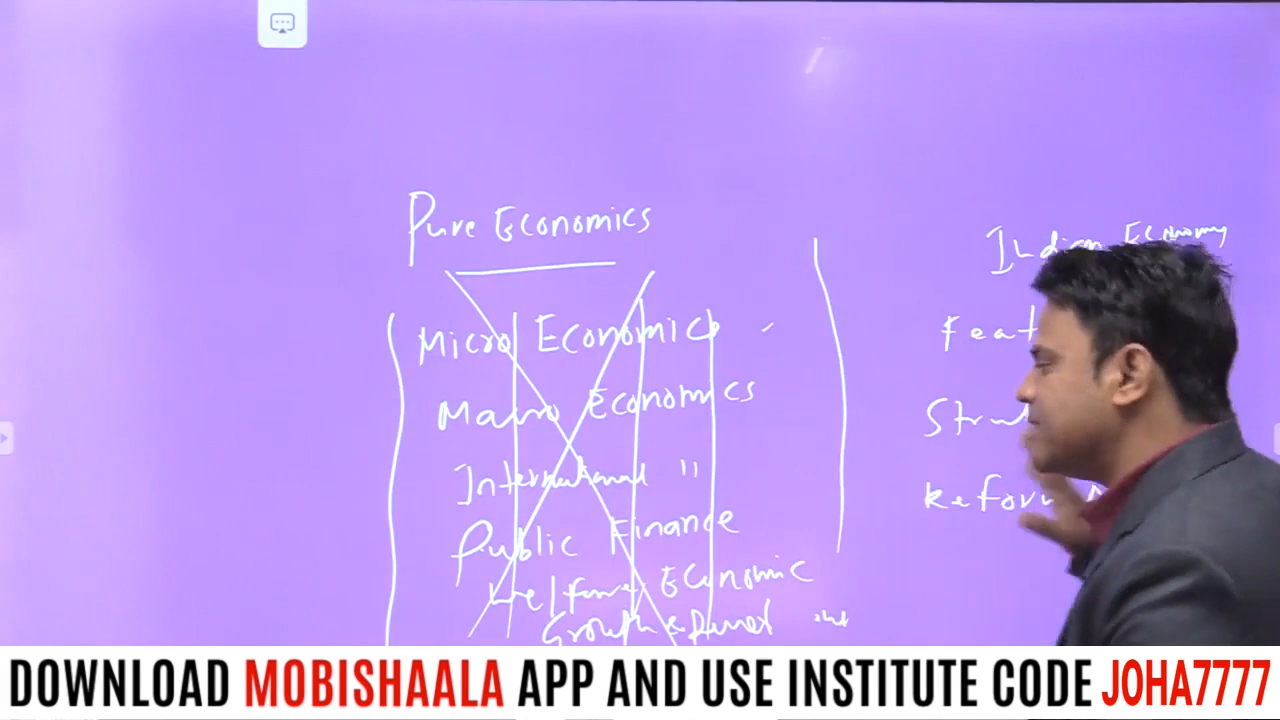 Pure Economics
Micro Economics
Macro Economics
International "
Public Finance
Welfare Economic
Growth &
Indian Economy
Feat
Stru
Reform
DOWNLOAD MOBISHAALA APP AND USE INSTITUTE CODE JOHA7777